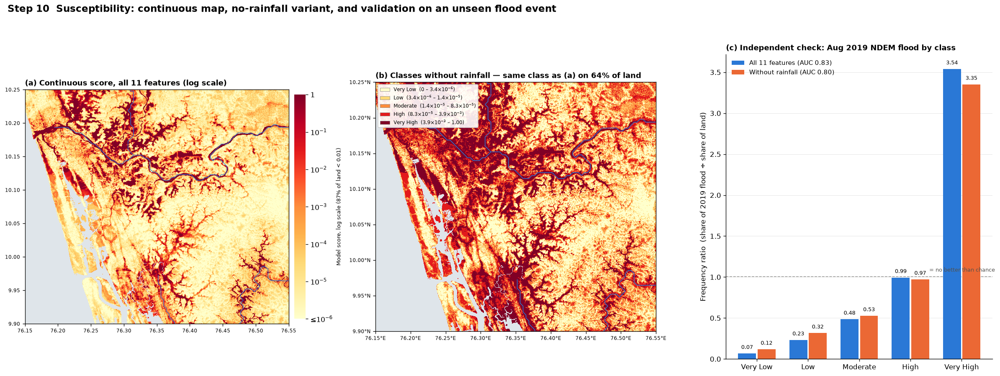 Step 10  Susceptibility: continuous map, no-rainfall variant, and validation on an unseen flood event
(a) Continuous score, all 11 features (log scale)
10.25
10.20
10.15
10.10
10.05
10.00
9.95
9.90
76.15
76.20
76.25
76.30
76.35
76.40
76.45
76.50
76.55
1
10⁻¹
10⁻²
10⁻³
10⁻⁴
10⁻⁵
≤10⁻⁶
Model score, log scale (87% of land < 0.01)
(b) Classes without rainfall — same class as (a) on 64% of land
Very Low  (0 – 3.4×10⁻⁶)
Low  (3.4×10⁻⁶ – 1.4×10⁻⁵)
Moderate  (1.4×10⁻⁵ – 8.3×10⁻⁵)
High  (8.3×10⁻⁵ – 3.9×10⁻³)
Very High  (3.9×10⁻³ – 1.00)
10.25°N
10.20°N
10.15°N
10.10°N
10.05°N
10.00°N
9.95°N
9.90°N
76.15°E
76.20°E
76.25°E
76.30°E
76.35°E
76.40°E
76.45°E
76.50°E
76.55°E
(c) Independent check: Aug 2019 NDEM flood by class
All 11 features (AUC 0.83)
Without rainfall (AUC 0.80)
Frequency ratio  (share of 2019 flood ÷ share of land)
3.5
3.0
2.5
2.0
1.5
1.0
0.5
0.0
0.07
0.12
0.23
0.32
0.48
0.53
0.99
0.97
3.54
3.35
= no better than chance
Very Low
Low
Moderate
High
Very High